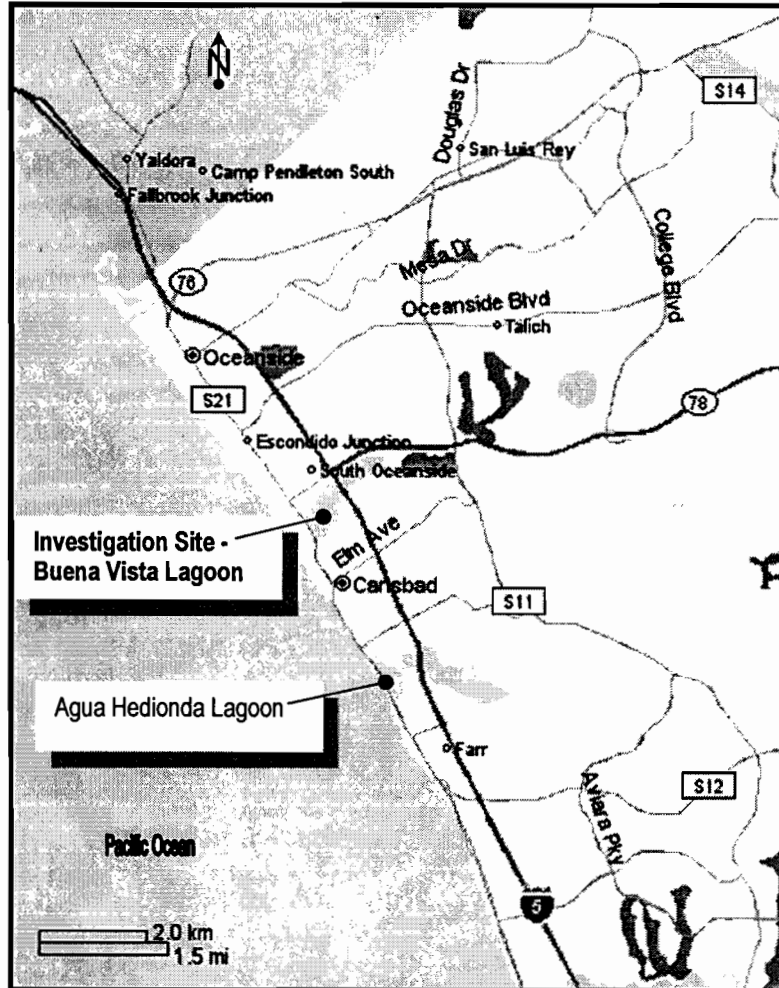 N
Douglas Dr
S14
San Luis Rey
Yaldora
Camp Pendleton South
Fallbrook Junction
College Blvd
Mesa Dr
76
Oceanside Blvd
Talich
Oceanside
S21
78
Escondido Junction
South Oceanside
Investigation Site -
Buena Vista Lagoon
Elm Ave
Carlsbad
S11
Agua Hedionda Lagoon
Farr
S12
Aviara Pky
Pacific Ocean
5
2.0 km
1.5 mi